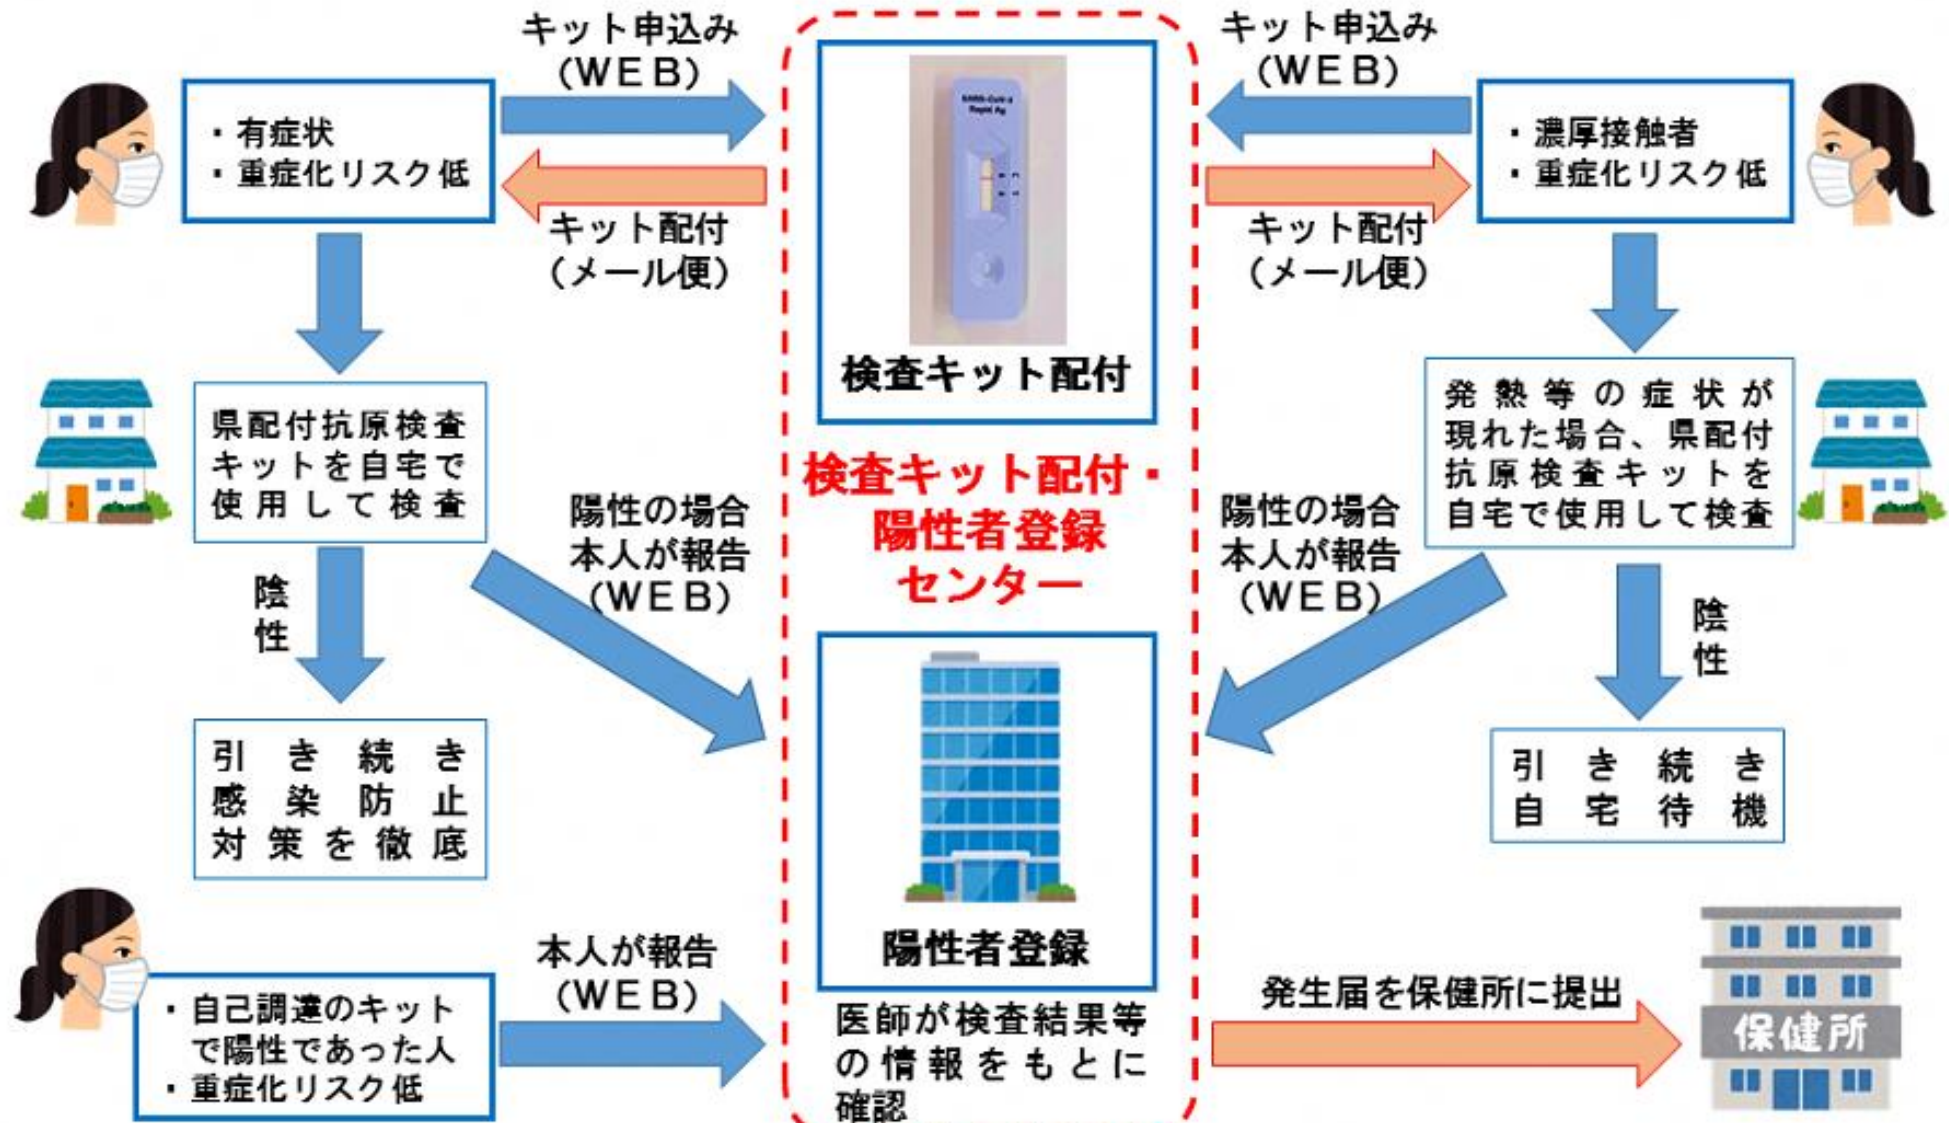 キット申込み
（ＷＥＢ）
・有症状
・重症化リスク低
キット配付
（メール便）
SARS-CoV-2
Rapid Ag
検査キット配付
キット申込み
（ＷＥＢ）
・濃厚接触者
・重症化リスク低
キット配付
（メール便）
県配付抗原検査
キットを自宅で
使用して検査
陽性の場合
本人が報告
（ＷＥＢ）
検査キット配付・
陽性者登録
センター
陽性の場合
本人が報告
（ＷＥＢ）
発熱等の症状が
現れた場合、県配付
抗原検査キットを
自宅で使用して検査
陰性
引き続き
感染防止
対策を徹底
陰性
引き続き
自宅待機
・自己調達のキット
で陽性であった人
・重症化リスク低
本人が報告
（ＷＥＢ）
陽性者登録
医師が検査結果等
の情報をもとに
確認
発生届を保健所に提出
保健所